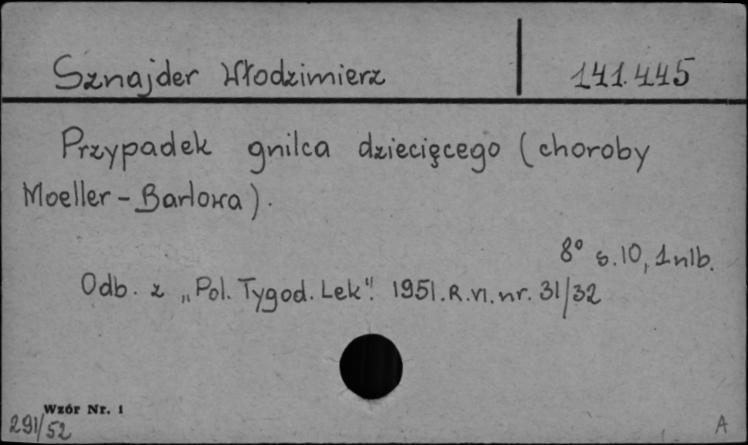 Sznajder Włodzimierz 141.445
Przypadek gnilca dziecięcego (choroby
Moeller-Barlowa).
8° s.10, 1 nlb.
Odb. z „Pol. Tygod. Lek". 1951.R.VI.nr. 31/32
Wzór Nr. 1
291/52 A